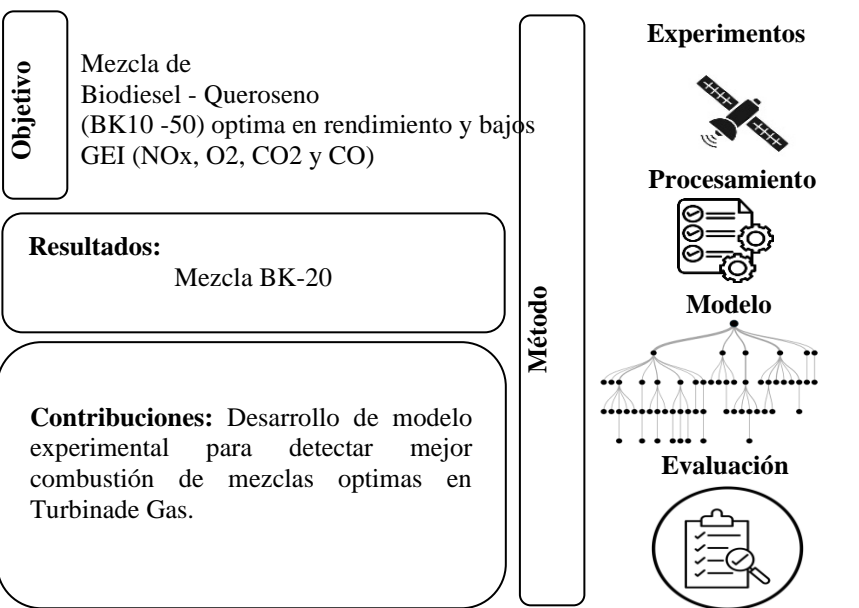 Objetivo
Mezcla de
Biodiesel - Queroseno
(BK10 -50) optima en rendimiento y bajos
GEI (NOx, O2, CO2 y CO)
Resultados:
Mezcla BK-20
Contribuciones: Desarrollo de modelo
experimental para detectar mejor
combustión de mezclas optimas en
Turbinade Gas.
Método
Experimentos
Procesamiento
Modelo
Evaluación